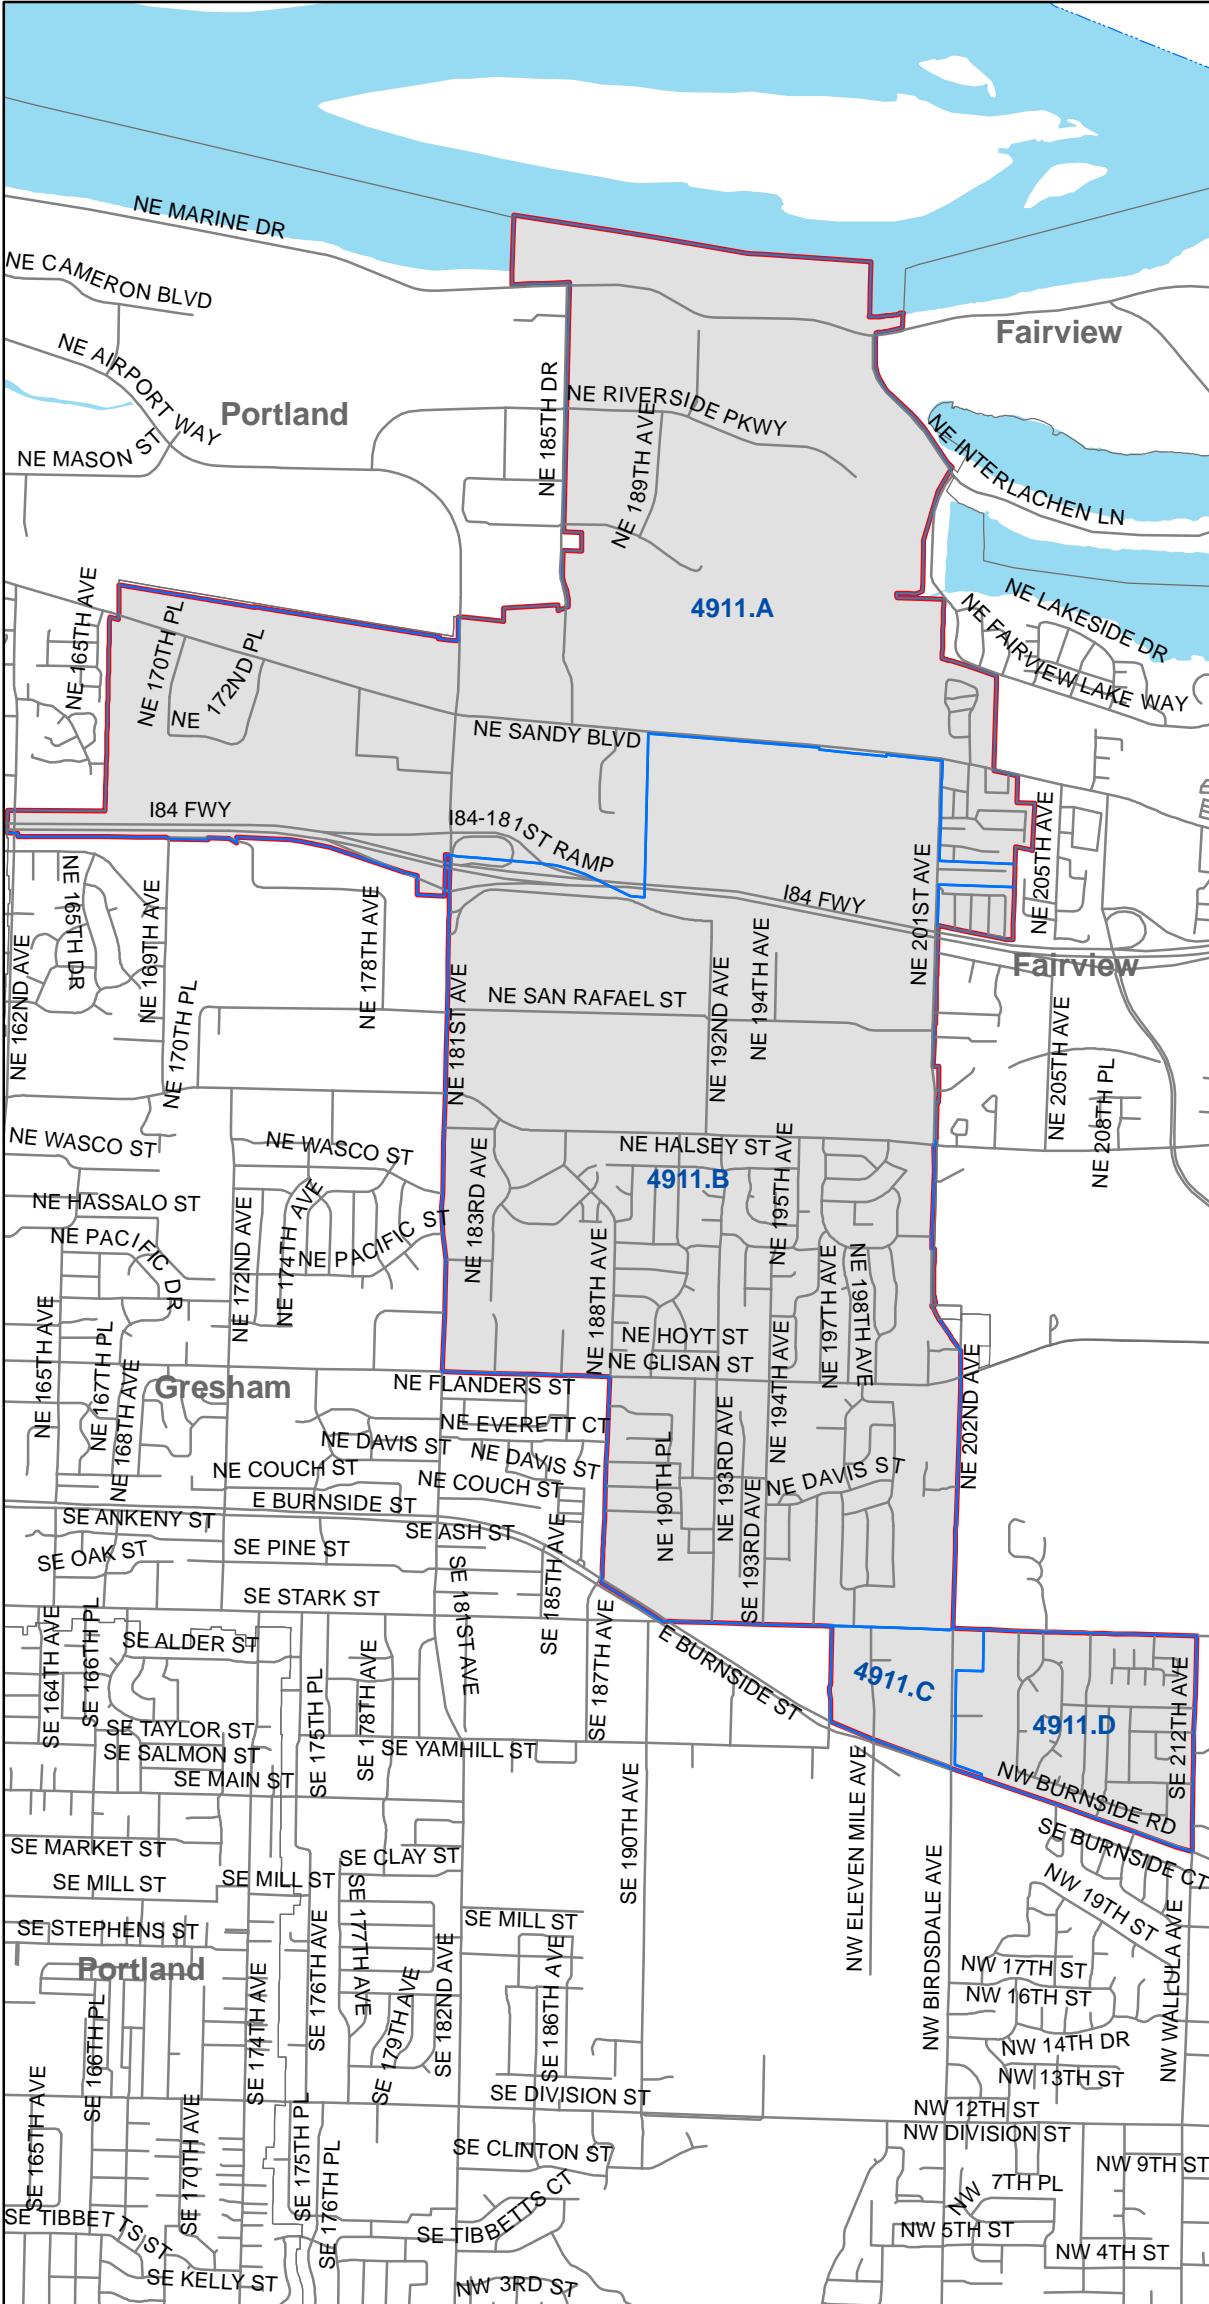 NE MARINE DR
NE CAMERON BLVD
Fairview
NE AIRPORT WAY
NE 185TH DR
NE RIVERSIDE PKWY
Portland
NE 189TH AVE
NE INTERLACHEN LN
NE MASON ST
NE 165TH AVE
NE 170TH PL
NE 172ND PL
4911.A
NE LAKESIDE DR
NE FAIRVIEW LAKE WAY
NE SANDY BLVD
I84 FWY
I84-181ST RAMP
NE 205TH AVE
NE 201ST AVE
I84 FWY
NE 165TH DR
NE 169TH AVE
NE 178TH AVE
NE 162ND AVE
NE 170TH PL
NE 181ST AVE
NE SAN RAFAEL ST
NE 192ND AVE
NE 194TH AVE
Fairview
NE 205TH AVE
NE 208TH PL
NE WASCO ST
NE WASCO ST
NE HALSEY ST
4911.B
NE 183RD AVE
NE 195TH AVE
NE HASSALO ST
NE PACIFIC DR
NE 172ND AVE
NE 174TH AVE
NE PACIFIC ST
NE 188TH AVE
NE 197TH AVE
NE 198TH AVE
NE 165TH AVE
NE 167TH PL
NE 168TH AVE
NE HOYT ST
NE GLISAN ST
NE 194TH AVE
NE 202ND AVE
Gresham
NE FLANDERS ST
NE EVERETT CT
NE DAVIS ST
NE DAVIS ST
NE COUCH ST
NE COUCH ST
NE 190TH PL
NE 193RD AVE
NE DAVIS ST
E BURNSIDE ST
SE ANKENY ST
SE ASH ST
SE OAK ST
SE PINE ST
SE 185TH AVE
SE 193RD AVE
SE STARK ST
SE 181ST AVE
SE 187TH AVE
SE 164TH AVE
SE 166TH PL
SE ALDER ST
SE 175TH PL
SE 178TH AVE
E BURNSIDE ST
4911.C
4911.D
SE 212TH AVE
SE TAYLOR ST
SE SALMON ST
SE MAIN ST
SE YAMHILL ST
SE 190TH AVE
NW ELEVEN MILE AVE
NW BURNSIDE RD
SE BURNSIDE CT
SE MARKET ST
SE CLAY ST
SE MILL ST
SE MILL ST
SE 177TH AVE
SE MILL ST
NW BIRDSDALE AVE
NW 19TH ST
SE STEPHENS ST
SE 176TH AVE
SE 182ND AVE
SE 186TH AVE
NW WALLULA AVE
Portland
SE 174TH AVE
SE 179TH AVE
NW 17TH ST
NW 16TH ST
SE 166TH PL
NW 14TH DR
NW 13TH ST
SE 165TH AVE
SE 170TH AVE
SE 175TH PL
SE 176TH PL
SE DIVISION ST
NW 12TH ST
NW DIVISION ST
SE CLINTON ST
NW 9TH ST
NW 7TH PL
SE TIBBETTS ST
SE TIBBETTS CT
NW 5TH ST
NW 4TH ST
SE KELLY ST
NW 3RD ST